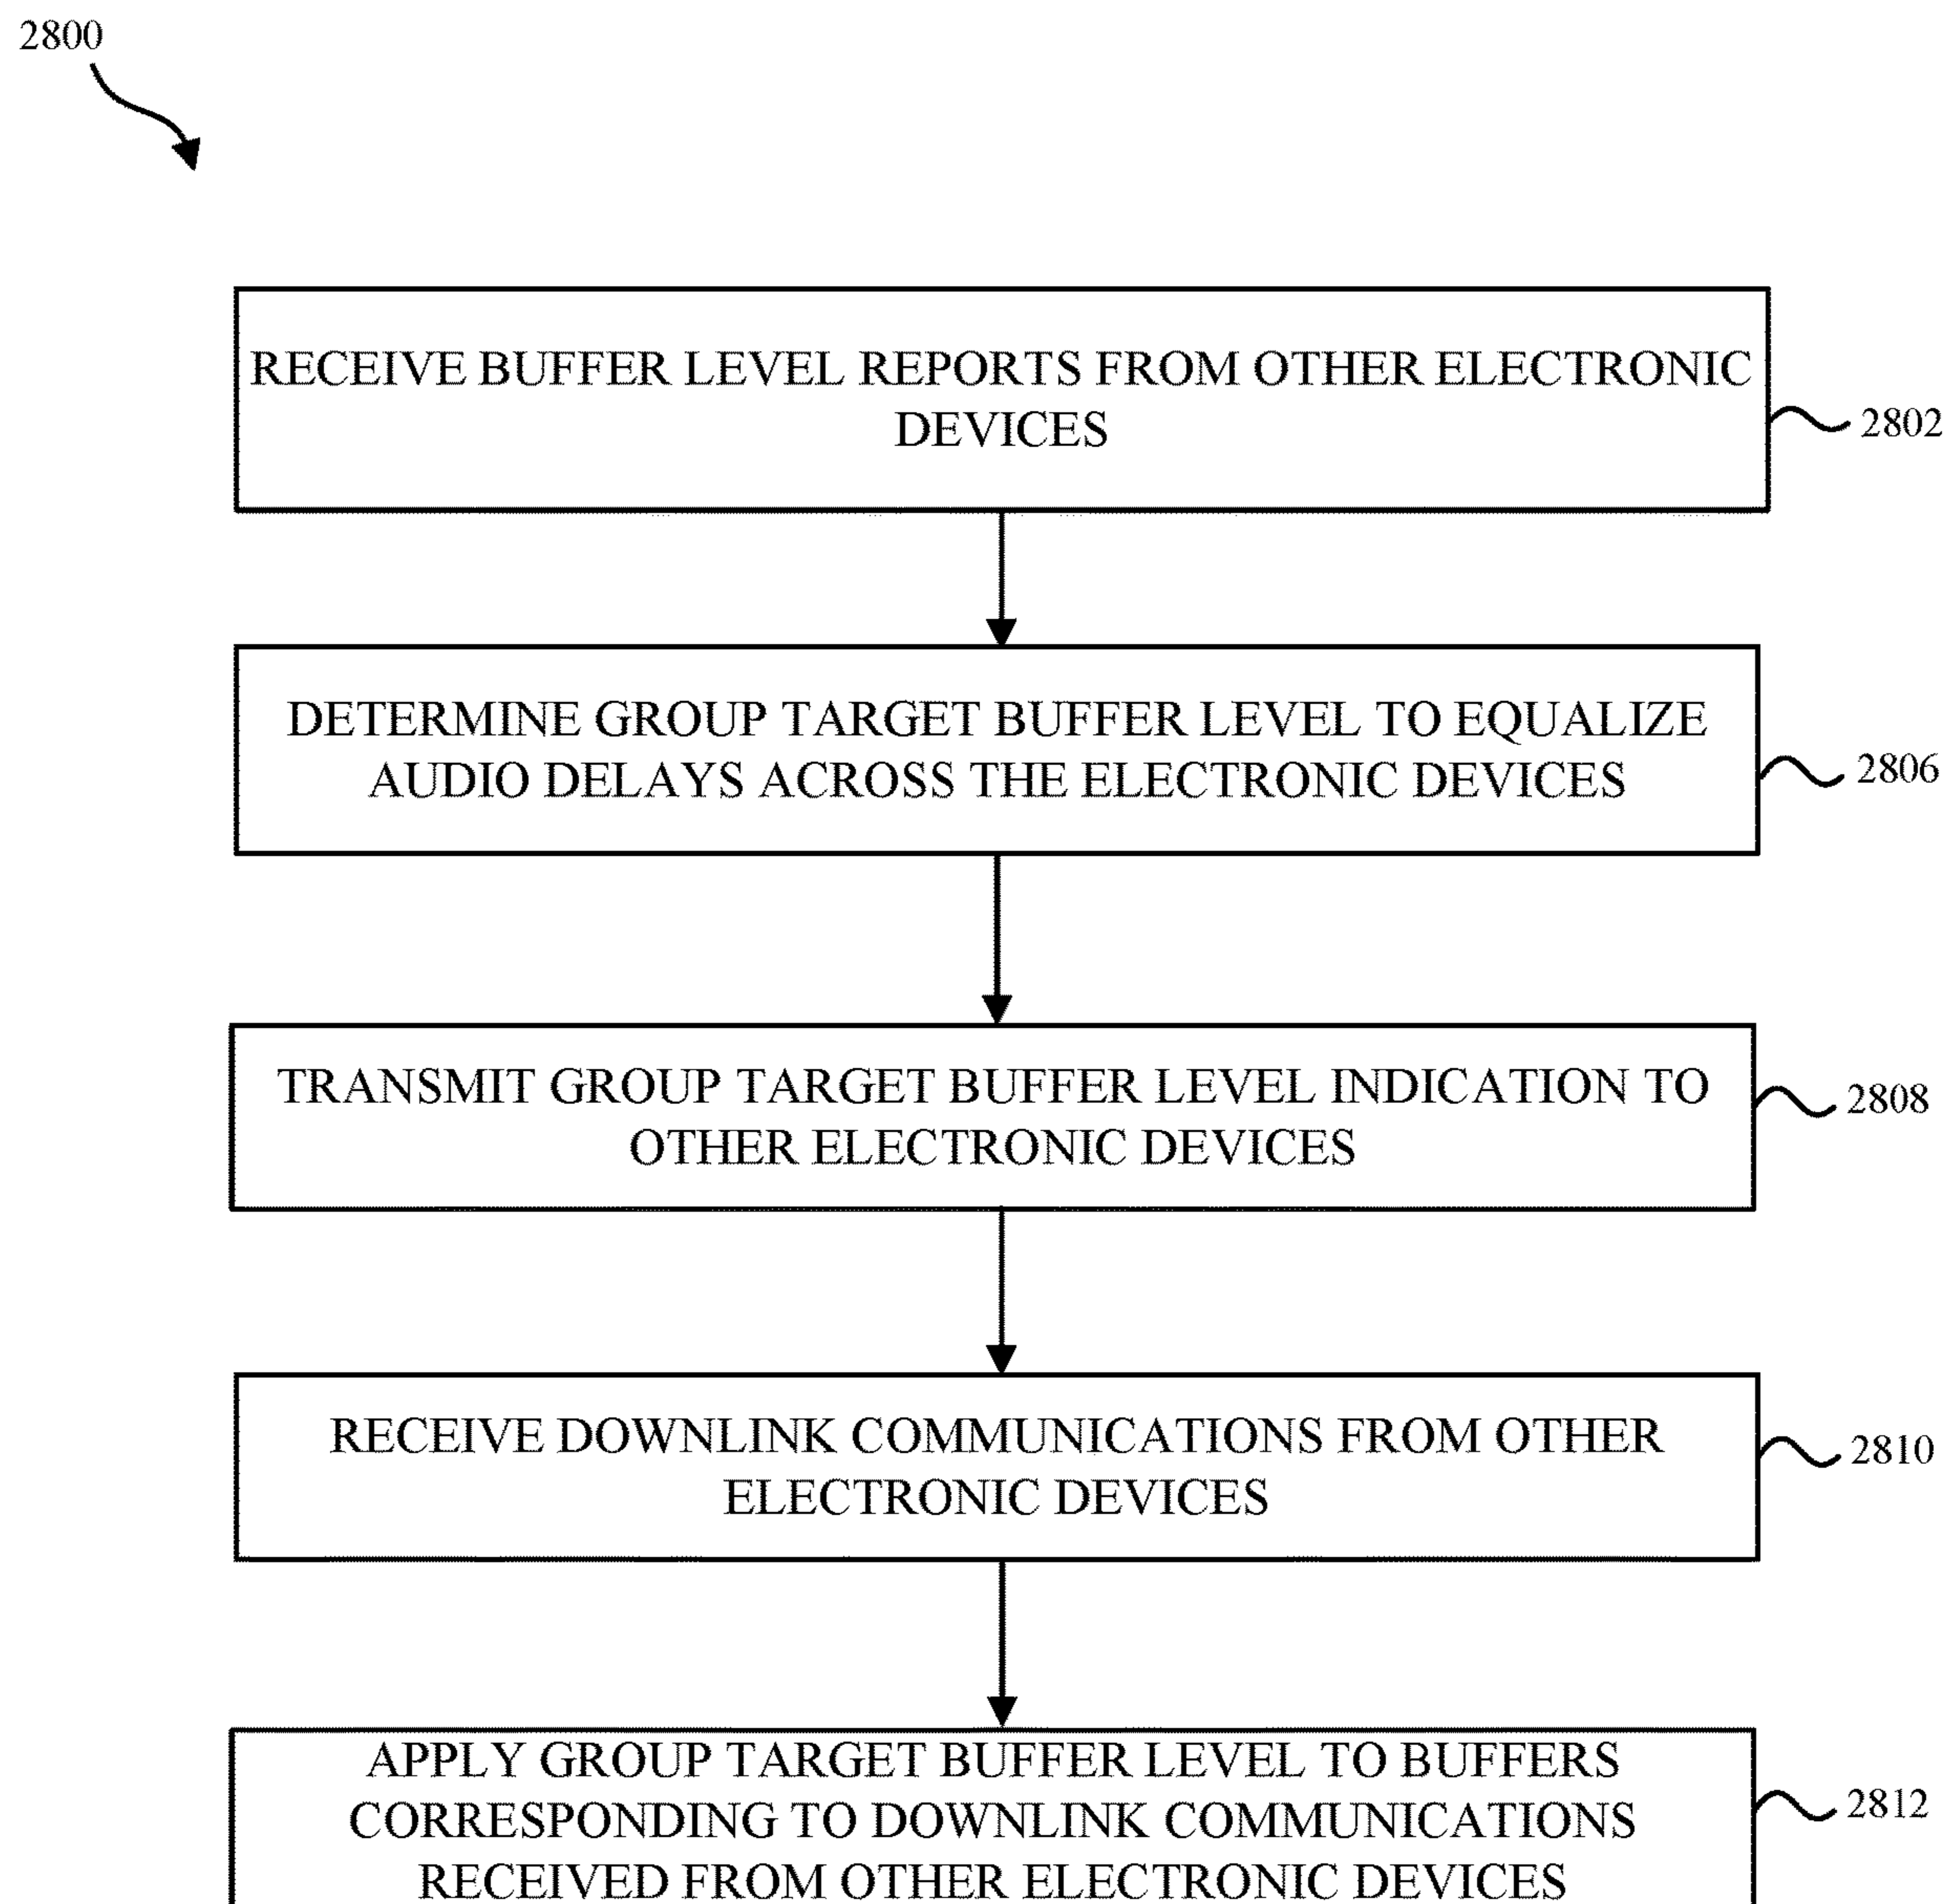 2800
RECEIVE BUFFER LEVEL REPORTS FROM OTHER ELECTRONIC
DEVICES
2802
DETERMINE GROUP TARGET BUFFER LEVEL TO EQUALIZE
AUDIO DELAYS ACROSS THE ELECTRONIC DEVICES
2806
TRANSMIT GROUP TARGET BUFFER LEVEL INDICATION TO
OTHER ELECTRONIC DEVICES
2808
RECEIVE DOWNLINK COMMUNICATIONS FROM OTHER
ELECTRONIC DEVICES
2810
APPLY GROUP TARGET BUFFER LEVEL TO BUFFERS
CORRESPONDING TO DOWNLINK COMMUNICATIONS
RECEIVED FROM OTHER ELECTRONIC DEVICES
2812